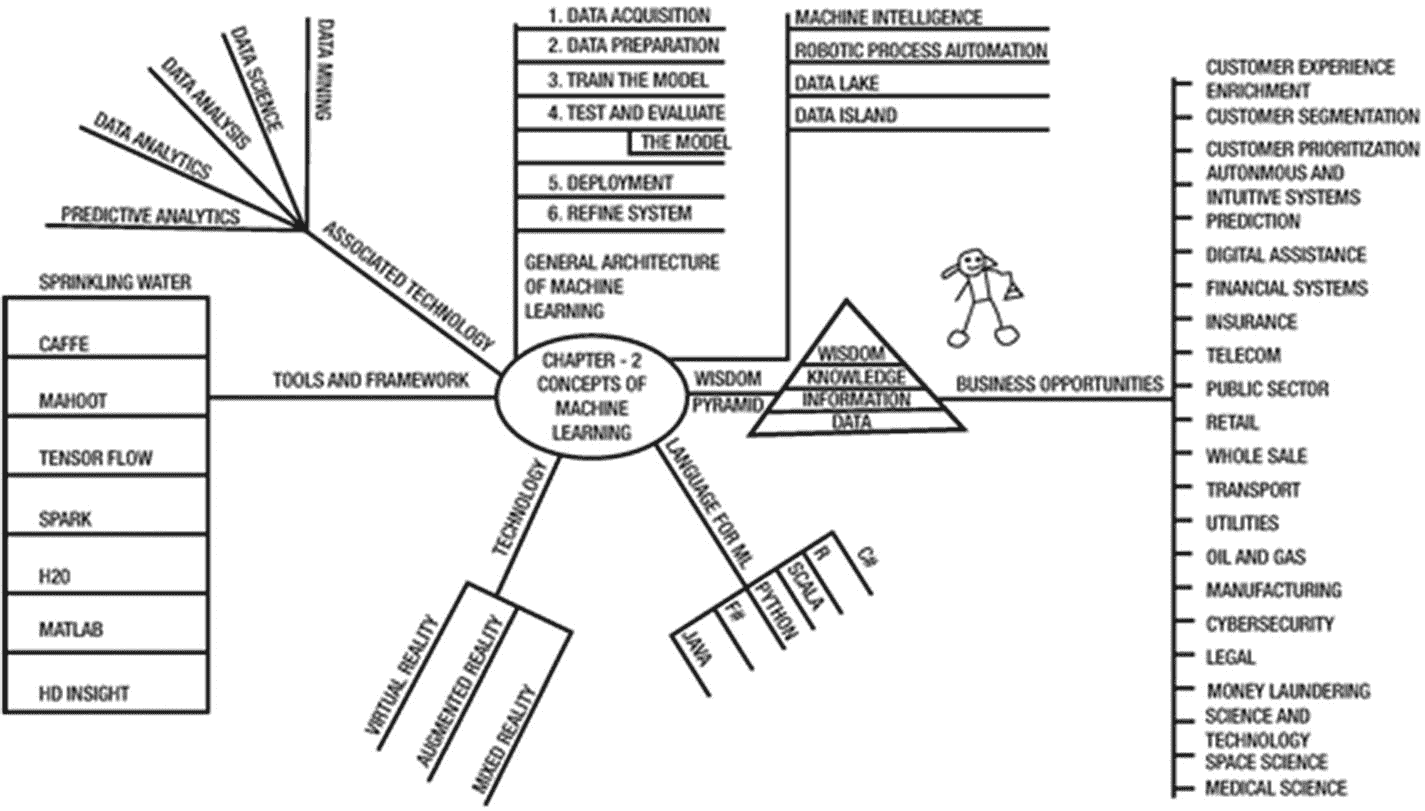 DATA MINING
DATA SCIENCE
DATA ANALYSIS
DATA ANALYTICS
PREDICTIVE ANALYTICS
ASSOCIATED TECHNOLOGY
1. DATA ACQUISITION
2. DATA PREPARATION
3. TRAIN THE MODEL
4. TEST AND EVALUATE
THE MODEL
5. DEPLOYMENT
6. REFINE SYSTEM
GENERAL ARCHITECTURE
OF MACHINE
LEARNING
MACHINE INTELLIGENCE
ROBOTIC PROCESS AUTOMATION
DATA LAKE
DATA ISLAND
SPRINKLING WATER
CAFFE
MAHOOT
TENSOR FLOW
SPARK
H20
MATLAB
HD INSIGHT
TOOLS AND FRAMEWORK
CHAPTER - 2
CONCEPTS OF
MACHINE
LEARNING
WISDOM
PYRAMID
WISDOM
KNOWLEDGE
INFORMATION
DATA
BUSINESS OPPORTUNITIES
CUSTOMER EXPERIENCE
ENRICHMENT
CUSTOMER SEGMENTATION
CUSTOMER PRIORITIZATION
AUTONMOUS AND
INTUITIVE SYSTEMS
PREDICTION
DIGITAL ASSISTANCE
FINANCIAL SYSTEMS
INSURANCE
TELECOM
PUBLIC SECTOR
RETAIL
WHOLE SALE
TRANSPORT
UTILITIES
OIL AND GAS
MANUFACTURING
CYBERSECURITY
LEGAL
MONEY LAUNDERING
SCIENCE AND
TECHNOLOGY
SPACE SCIENCE
MEDICAL SCIENCE
TECHNOLOGY
VIRTUAL REALITY
AUGMENTED REALITY
MIXED REALITY
LANGUAGE FOR ML
JAVA
F#
PYTHON
SCALA
R
C#